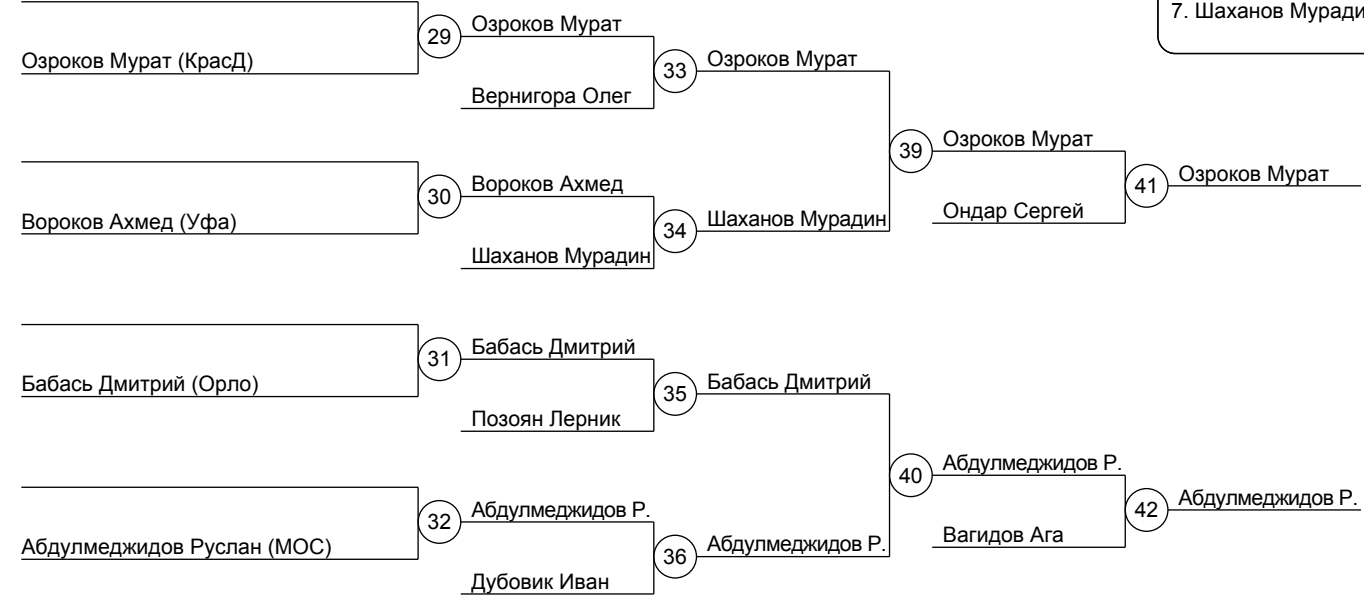 7. Шаханов Муради
29
Озроков Мурат
Озроков Мурат (КрасД)
33
Озроков Мурат
Вернигора Олег
39
Озроков Мурат
30
Вороков Ахмед
41
Озроков Мурат
Вороков Ахмед (Уфа)
34
Шаханов Мурадин
Ондар Сергей
Шаханов Мурадин
31
Бабась Дмитрий
Бабась Дмитрий (Орло)
35
Бабась Дмитрий
Позоян Лерник
40
Абдулмеджидов Р.
32
Абдулмеджидов Р.
42
Абдулмеджидов Р.
Абдулмеджидов Руслан (МОС)
36
Абдулмеджидов Р.
Вагидов Ага
Дубовик Иван